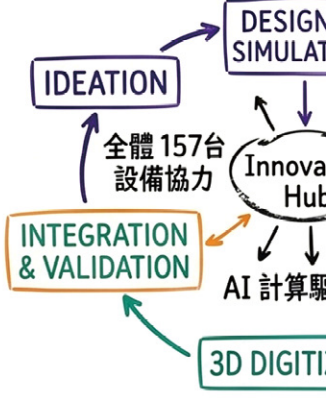 DESIGN
SIMULAT
IDEATION
全體 157台
設備協力
Innova
Hub
INTEGRATION
& VALIDATION
AI 計算驅
3D DIGITI